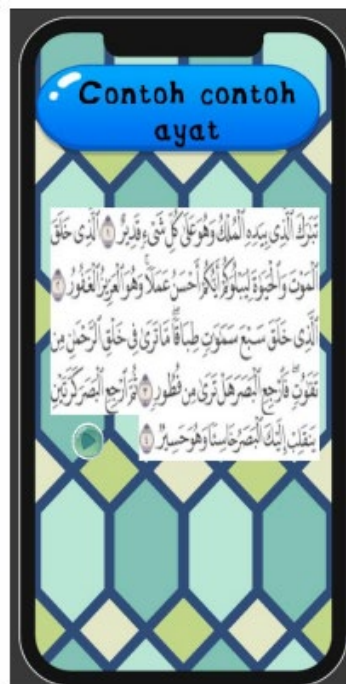 Contoh contoh
ayat
تَبَٰرَكَ ٱلَّذِى بِيَدِهِ ٱلْمُلْكُ وَهُوَ عَلَىٰ كُلِّ شَىْءٍ قَدِيرٌ ١ ٱلَّذِى خَلَقَ
ٱلْمَوْتَ وَٱلْحَيَوٰةَ لِيَبْلُوَكُمْ أَيُّكُمْ أَحْسَنُ عَمَلًا ۚ وَهُوَ ٱلْعَزِيزُ ٱلْغَفُورُ ٢
ٱلَّذِى خَلَقَ سَبْعَ سَمَٰوَٰتٍ طِبَاقًا ۖ مَّا تَرَىٰ فِى خَلْقِ ٱلرَّحْمَٰنِ مِن
تَفَٰوُتٍ ۖ فَٱرْجِعِ ٱلْبَصَرَ هَلْ تَرَىٰ مِن فُطُورٍ ٣ ثُمَّ ٱرْجِعِ ٱلْبَصَرَ كَرَّتَيْنِ
يَنقَلِبْ إِلَيْكَ ٱلْبَصَرُ خَاسِئًا وَهُوَ حَسِيرٌ ٤